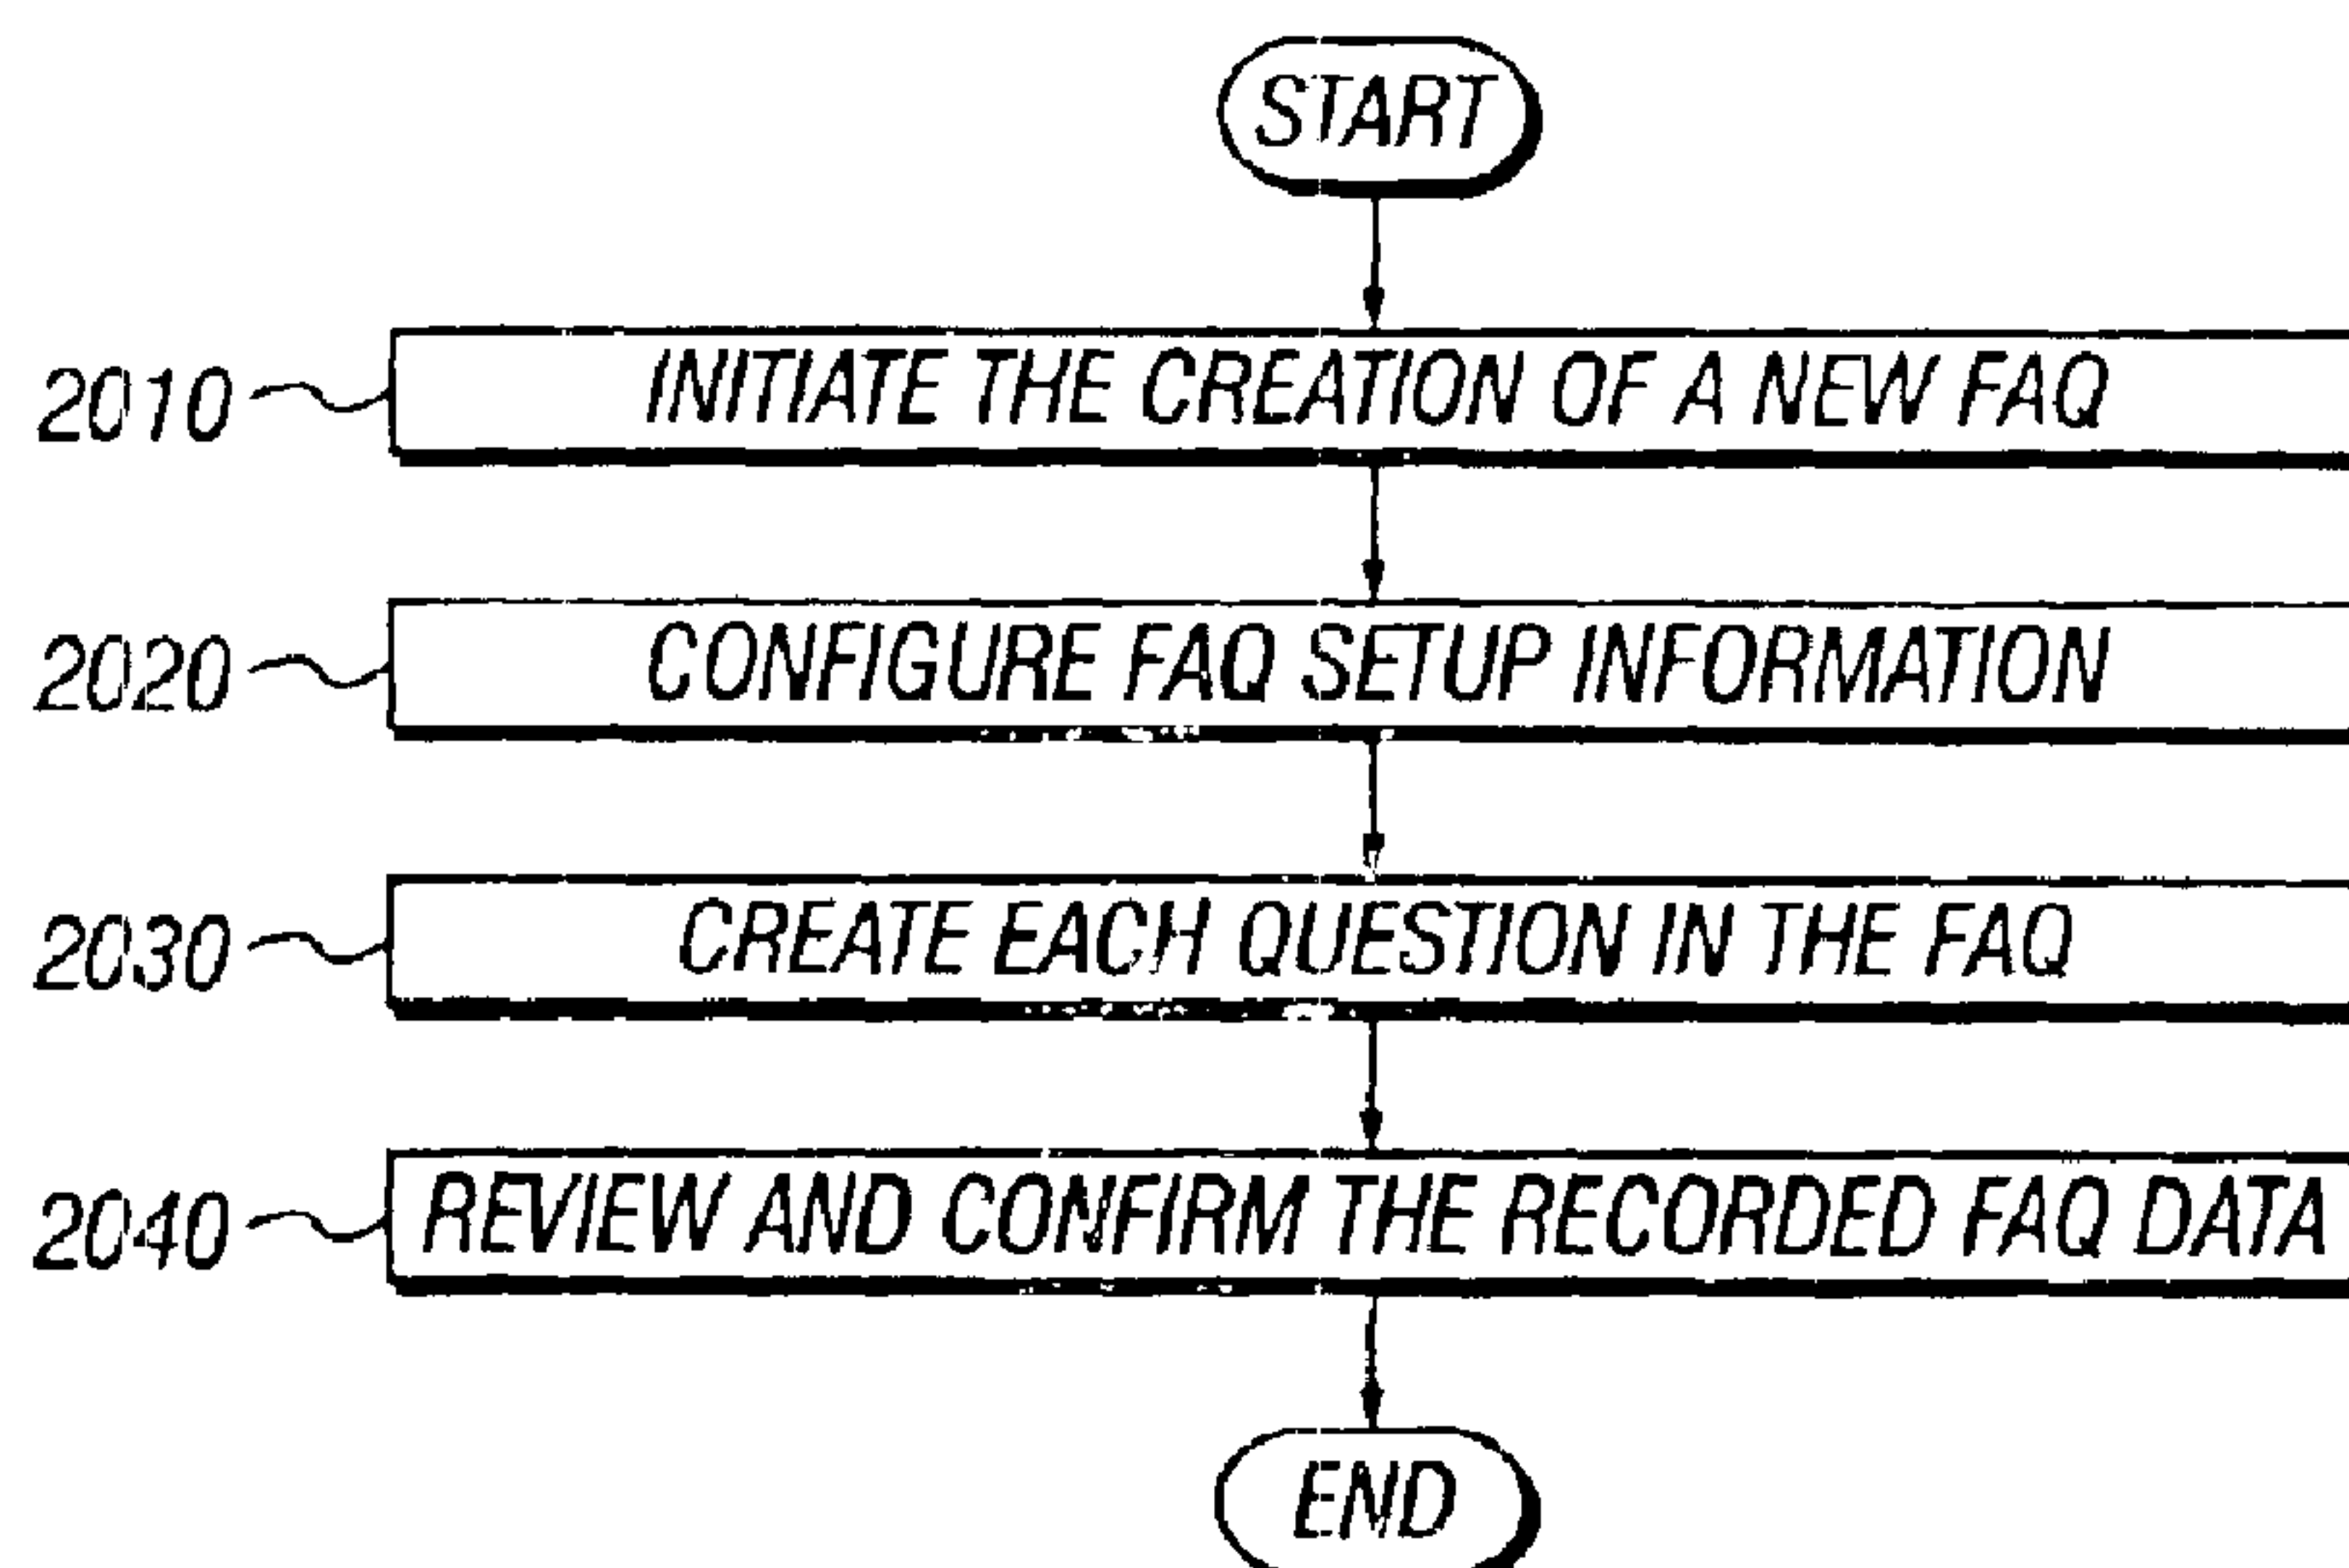 START
2010 INITIATE THE CREATION OF A NEW FAQ
2020 CONFIGURE FAQ SETUP INFORMATION
2030 CREATE EACH QUESTION IN THE FAQ
2040 REVIEW AND CONFIRM THE RECORDED FAQ DATA
END